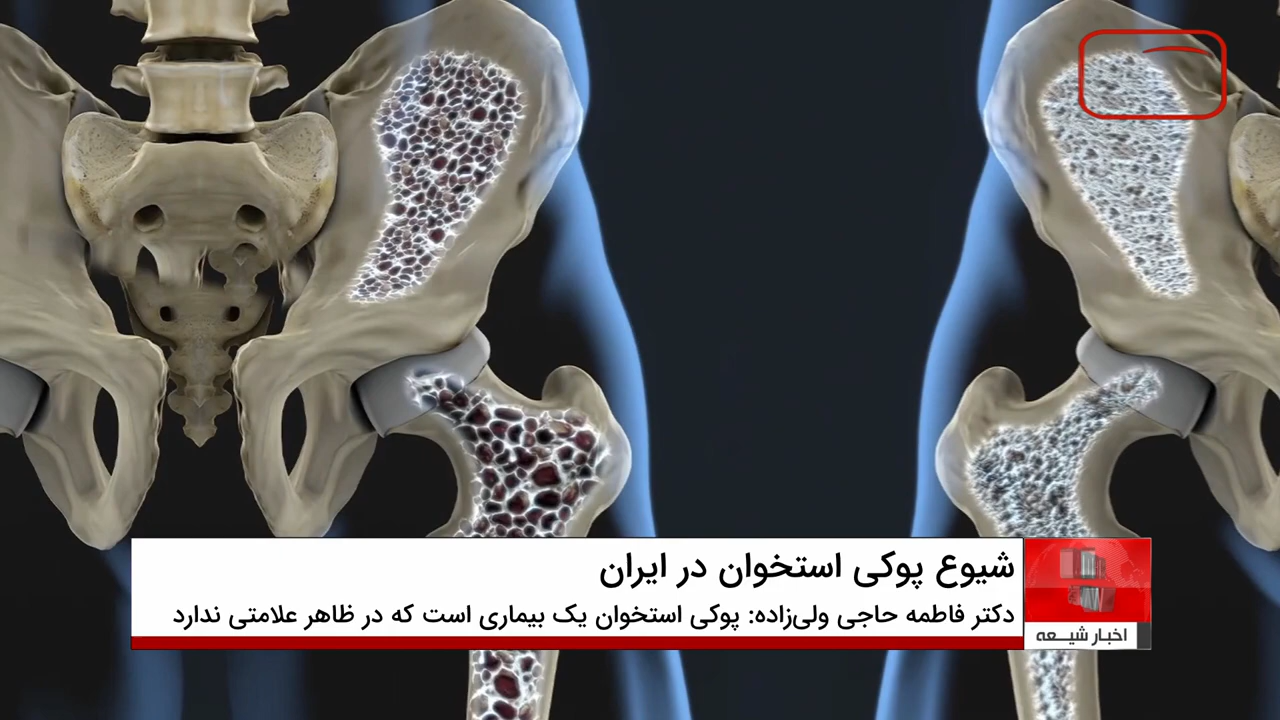 شیوع پوکی استخوان در ایران
دکتر فاطمه حاجی ولی‌زاده: پوکی استخوان یک بیماری است که در ظاهر علامتی ندارد
اخبار شیـعه